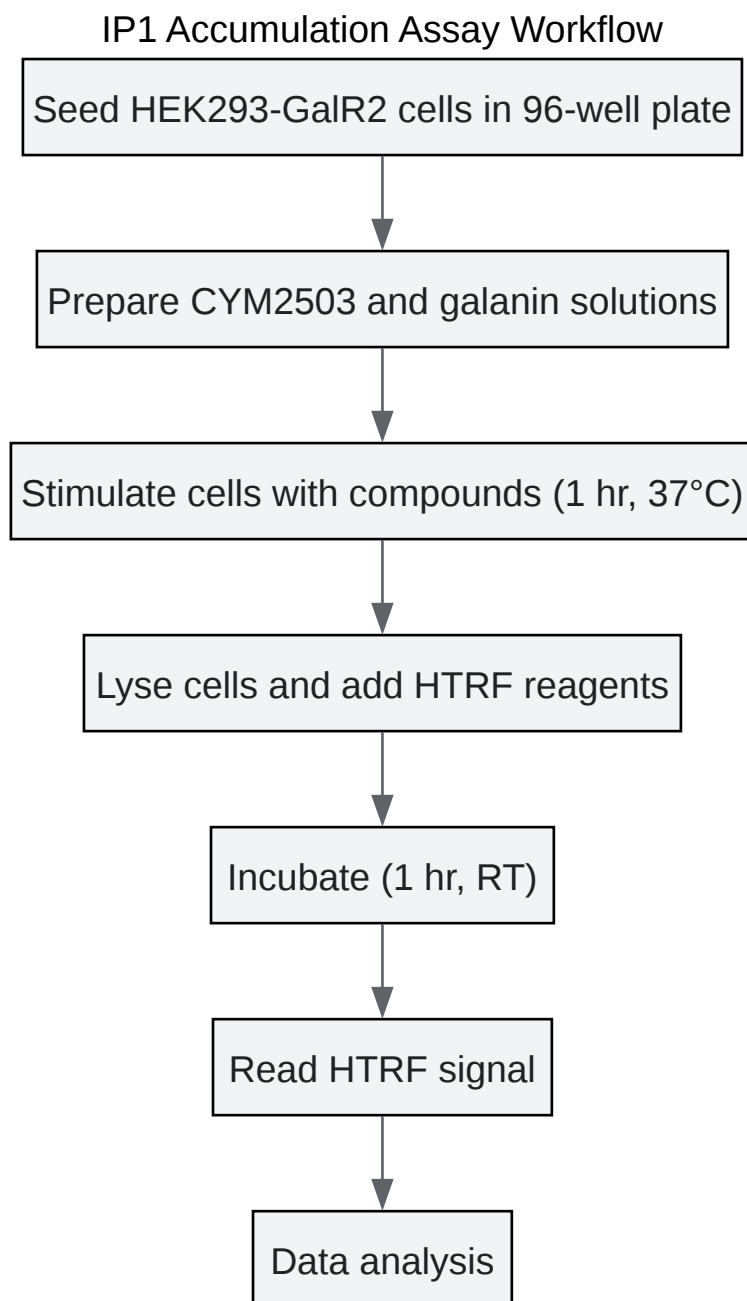 IP1 Accumulation Assay Workflow
Seed HEK293-GalR2 cells in 96-well plate
Prepare CYM2503 and galanin solutions
Stimulate cells with compounds (1 hr, 37°C)
Lyse cells and add HTRF reagents
Incubate (1 hr, RT)
Read HTRF signal
Data analysis